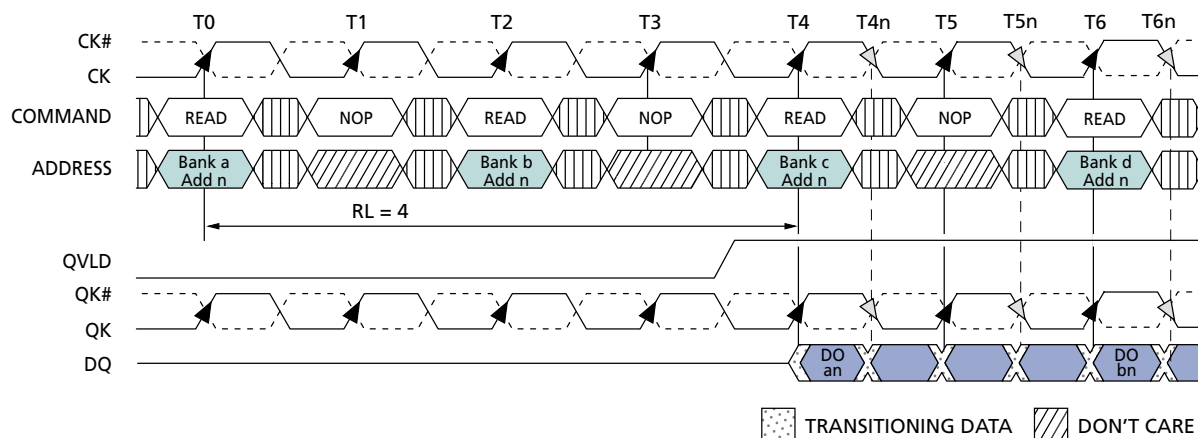 T0 T1 T2 T3 T4 T4n T5 T5n T6 T6n
CK#
CK
COMMAND READ NOP READ NOP READ NOP READ
ADDRESS Bank a Add n Bank b Add n Bank c Add n Bank d Add n
RL = 4
QVLD
QK#
QK
DQ DO an DO bn
TRANSITIONING DATA DON'T CARE